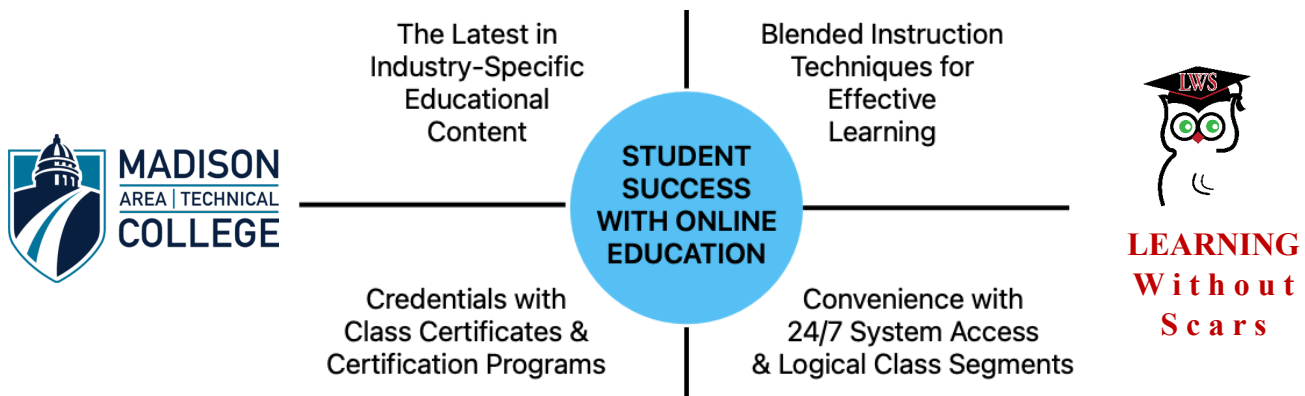 MADISON
AREA | TECHNICAL
COLLEGE
The Latest in
Industry-Specific
Educational
Content
Blended Instruction
Techniques for
Effective
Learning
STUDENT
SUCCESS
WITH ONLINE
EDUCATION
Credentials with
Class Certificates &
Certification Programs
Convenience with
24/7 System Access
& Logical Class Segments
LWS
LEARNING
Without
Scars